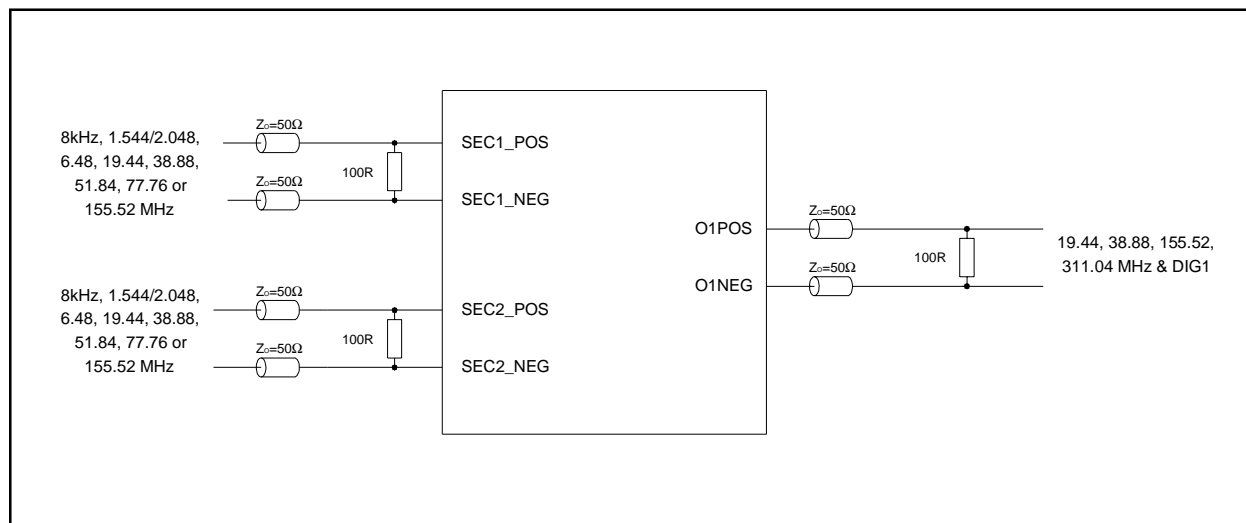 8kHz, 1.544/2.048,
6.48, 19.44, 38.88,
51.84, 77.76 or
155.52 MHz
Zo=50Ω
Zo=50Ω
100R
SEC1_POS
SEC1_NEG
8kHz, 1.544/2.048,
6.48, 19.44, 38.88,
51.84, 77.76 or
155.52 MHz
Zo=50Ω
Zo=50Ω
100R
SEC2_POS
SEC2_NEG
O1POS
O1NEG
Zo=50Ω
Zo=50Ω
100R
19.44, 38.88, 155.52,
311.04 MHz & DIG1